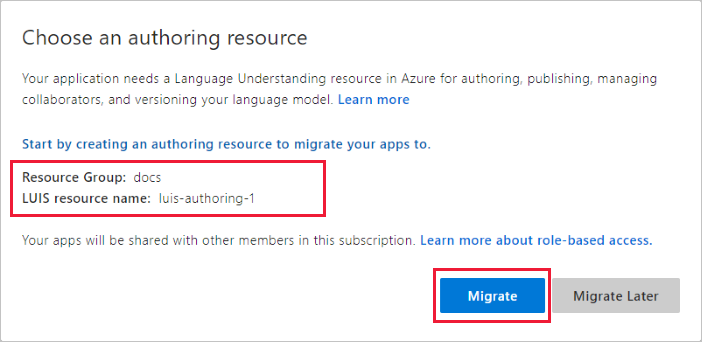 Choose an authoring resource
Your application needs a Language Understanding resource in Azure for authoring, publishing, managing
collaborators, and versioning your language model. Learn more
Start by creating an authoring resource to migrate your apps to.
Resource Group: docs
LUIS resource name: luis-authoring-1
Your apps will be shared with other members in this subscription. Learn more about role-based access.
Migrate
Migrate Later